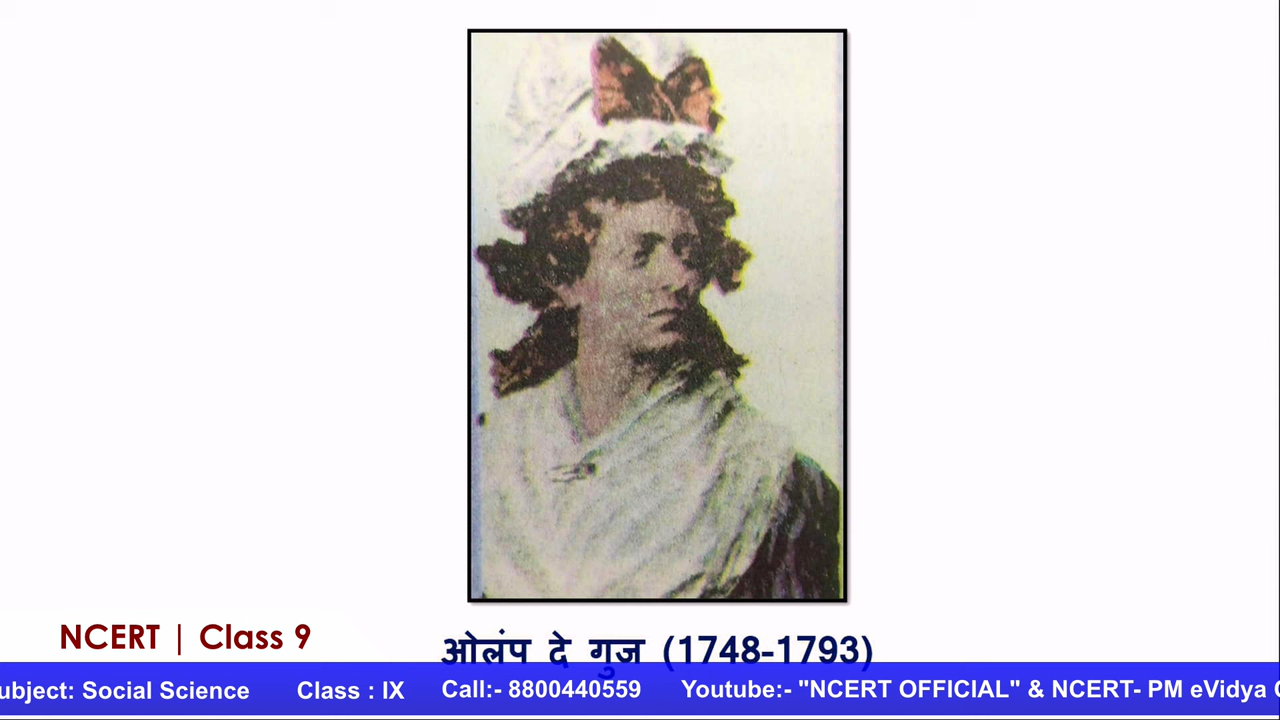 NCERT | Class 9
ओलंप दे गुज (1748-1793)
ubject: Social Science Class : IX Call:- 8800440559 Youtube:- "NCERT OFFICIAL" & NCERT- PM eVidya